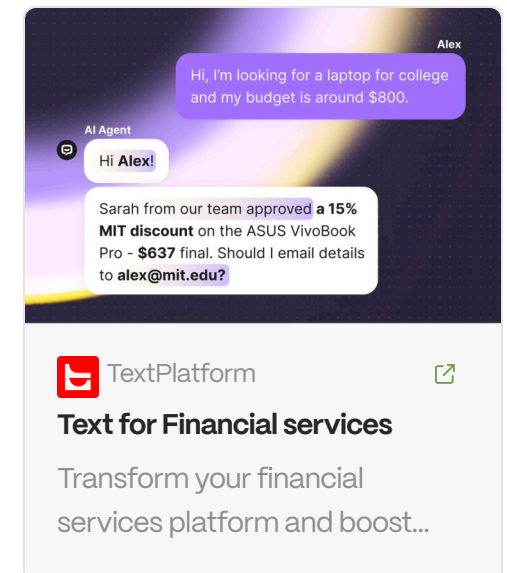 Alex
Hi, I'm looking for a laptop for college
and my budget is around $800.
AI Agent
Hi Alex!
Sarah from our team approved a 15%
MIT discount on the ASUS VivoBook
Pro - $637 final. Should I email details
to alex@mit.edu?
TextPlatform
Text for Financial services
Transform your financial
services platform and boost...